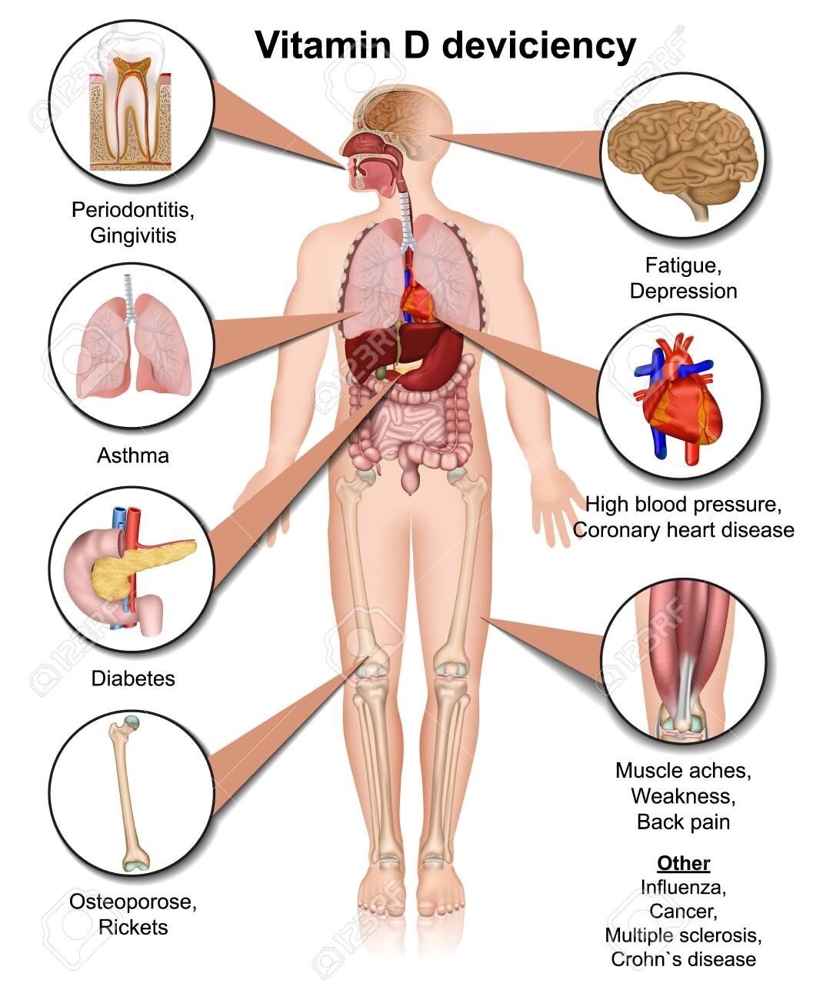 Vitamin D deviciency
Periodontitis,
Gingivitis
Asthma
Diabetes
Osteoporose,
Rickets
Fatigue,
Depression
High blood pressure,
Coronary heart disease
Muscle aches,
Weakness,
Back pain
Other
Influenza,
Cancer,
Multiple sclerosis,
Crohn`s disease
123RF